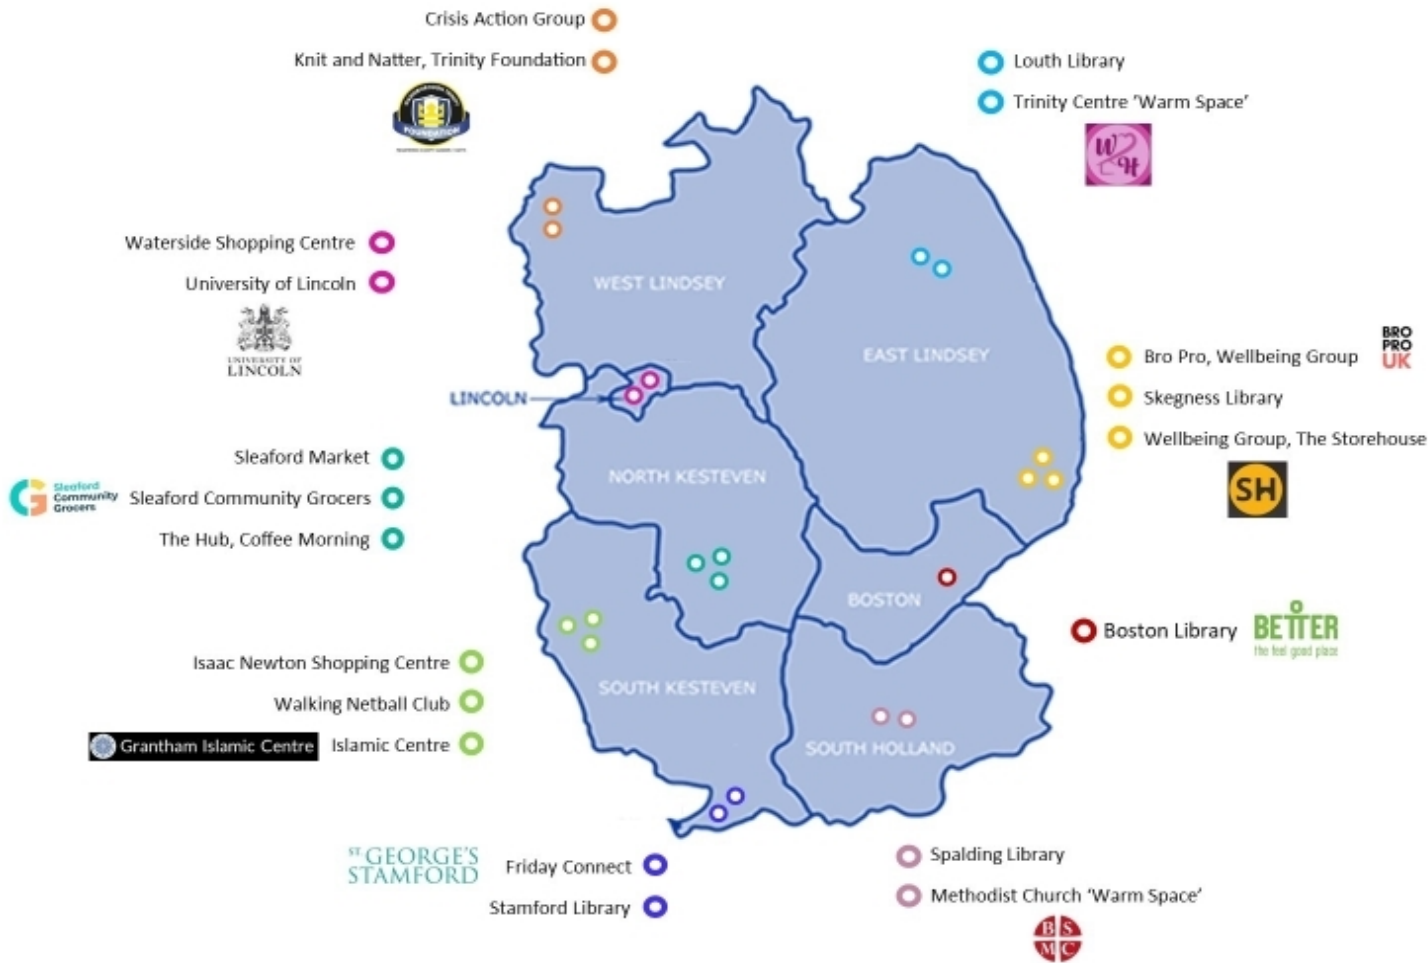 Crisis Action Group
Knit and Natter, Trinity Foundation
FOUNDATION
Louth Library
Trinity Centre ‘Warm Space’
W H
Waterside Shopping Centre
University of Lincoln
UNIVERSITY OF
LINCOLN
WEST LINDSEY
EAST LINDSEY
LINCOLN
NORTH KESTEVEN
BOSTON
SOUTH KESTEVEN
SOUTH HOLLAND
Bro Pro, Wellbeing Group
BRO
PRO
UK
Skegness Library
Wellbeing Group, The Storehouse
SH
Sleaford Market
Sleaford
Community
Grocers
Sleaford Community Grocers
The Hub, Coffee Morning
Boston Library
BETTER
the feel good place
Isaac Newton Shopping Centre
Walking Netball Club
Grantham Islamic Centre
Islamic Centre
ST. GEORGE'S
STAMFORD
Friday Connect
Stamford Library
Spalding Library
Methodist Church ‘Warm Space’
B S
M C